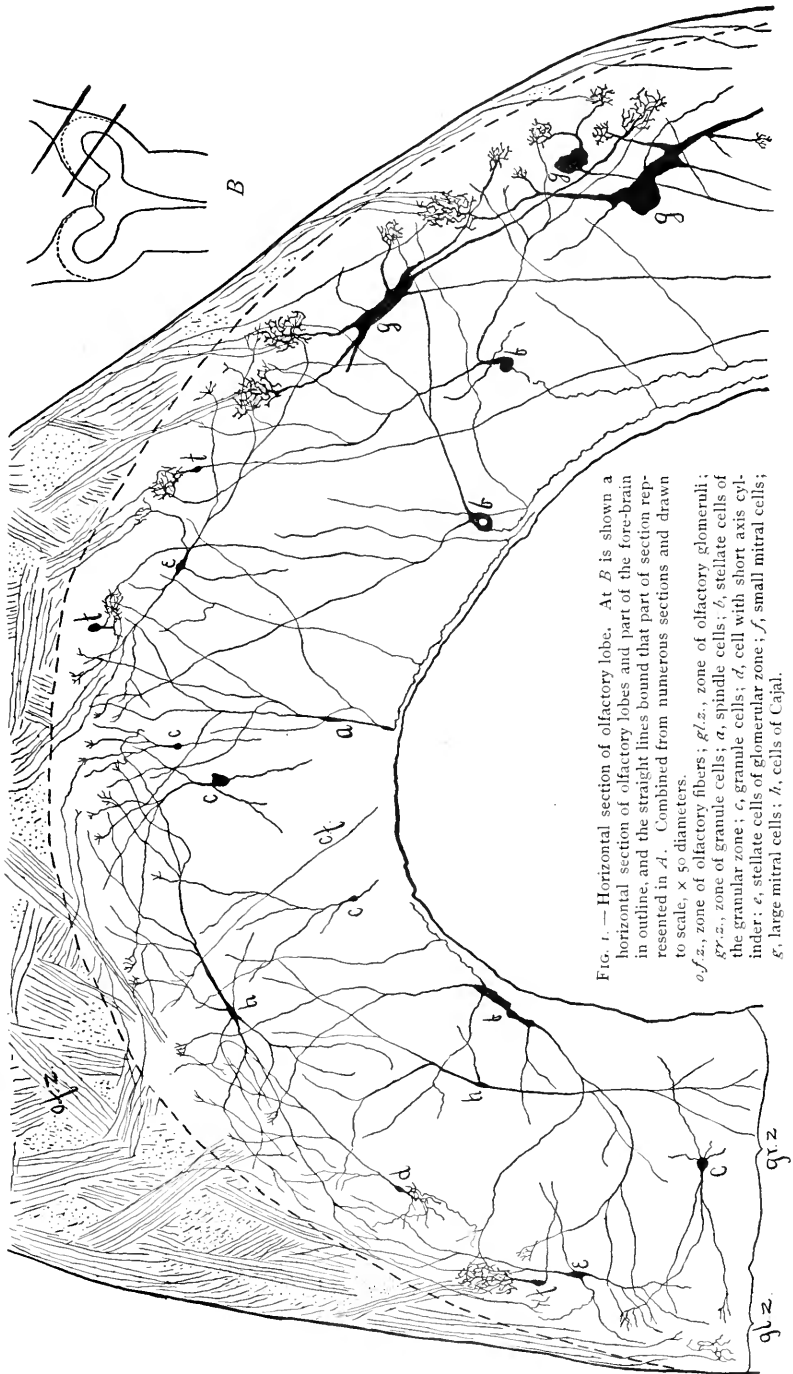 B
o.f.z
g
g
g
b
b
t
t
e
a
c
c
c
ct
h
h
b
d
f
e
c
gl.z
gr.z
FIG. 1. — Horizontal section of olfactory lobe. At B is shown a
horizontal section of olfactory lobes and part of the fore-brain
in outline, and the straight lines bound that part of section rep-
resented in A. Combined from numerous sections and drawn
to scale, × 50 diameters.
o.f.z., zone of olfactory fibers; gl.z., zone of olfactory glomeruli;
gr.z., zone of granule cells; a, spindle cells; b, stellate cells of
the granular zone; c, granule cells; d, cell with short axis cyl-
inder; e, stellate cells of glomerular zone; f, small mitral cells;
g, large mitral cells; h, cells of Cajal.